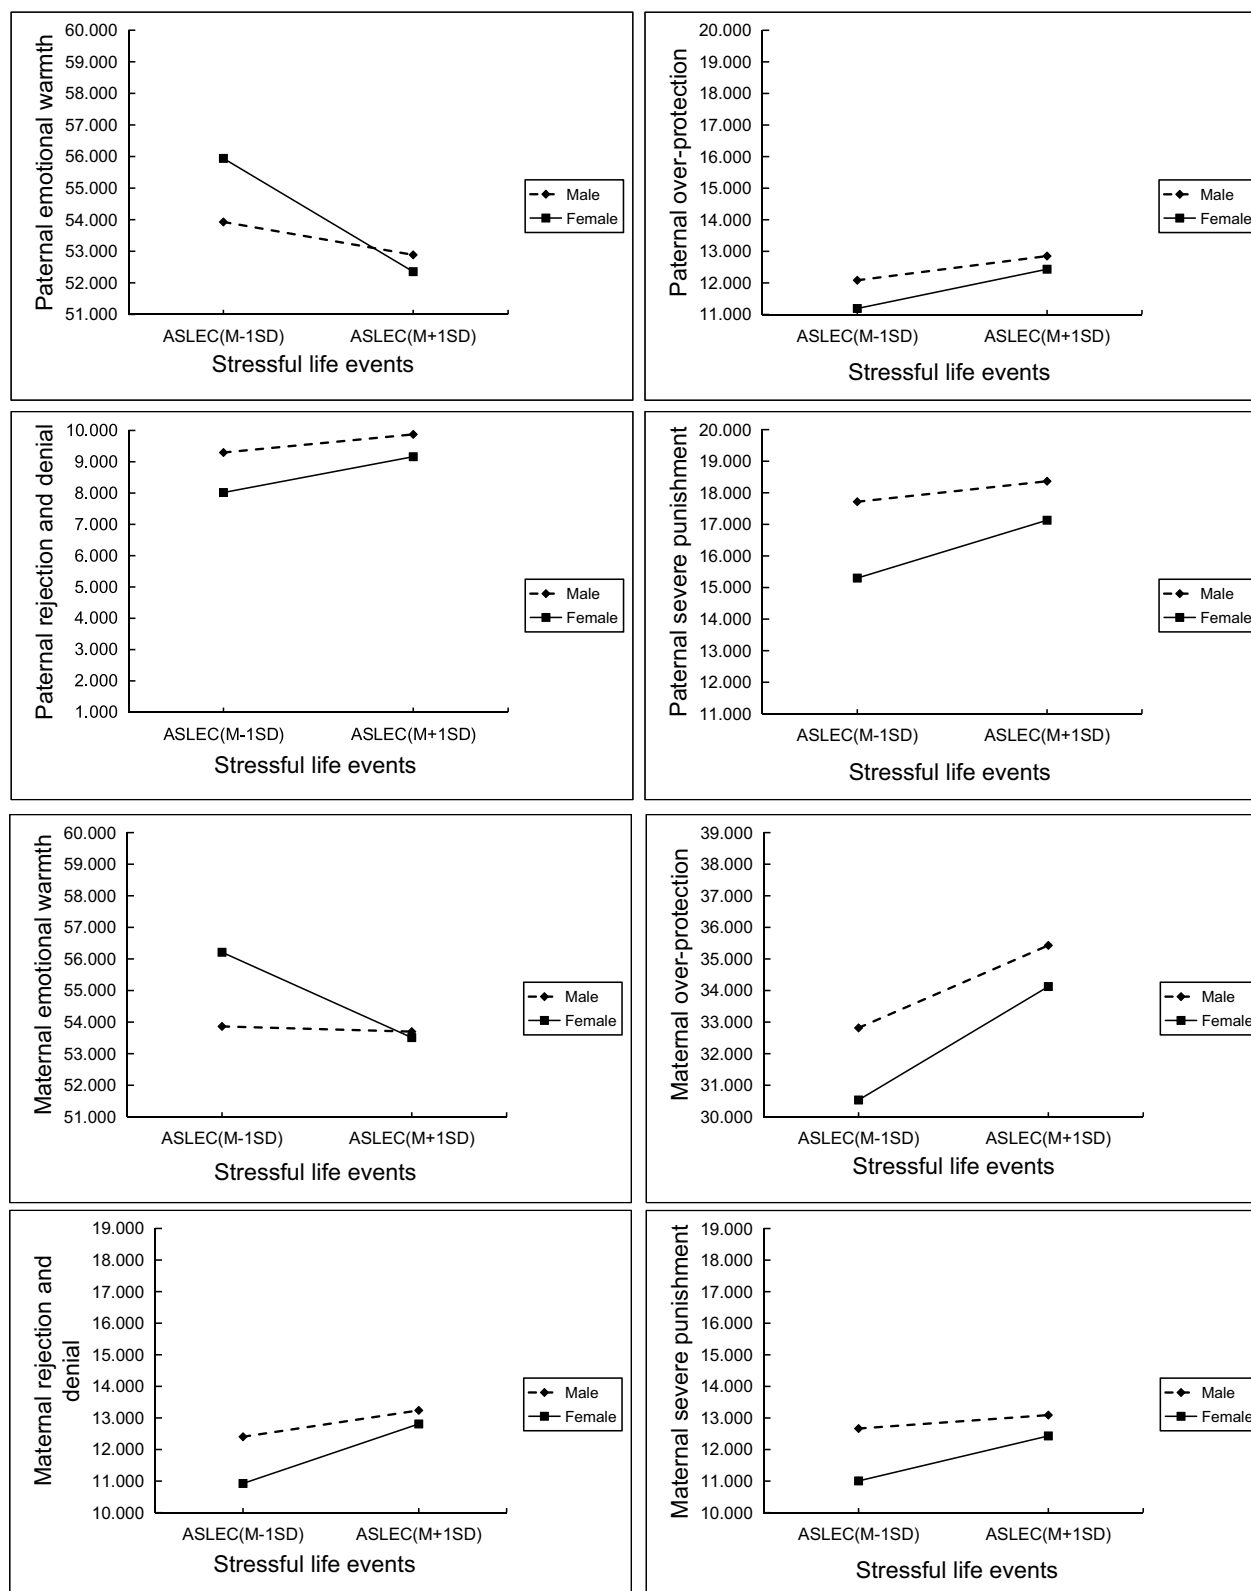 Paternal emotional warmth
60.000
59.000
58.000
57.000
56.000
55.000
54.000
53.000
52.000
51.000
ASLEC(M-1SD) ASLEC(M+1SD)
Stressful life events
Male
Female
Paternal over-protection
20.000
19.000
18.000
17.000
16.000
15.000
14.000
13.000
12.000
11.000
ASLEC(M-1SD) ASLEC(M+1SD)
Stressful life events
Male
Female
Paternal rejection and denial
10.000
9.000
8.000
7.000
6.000
5.000
4.000
3.000
2.000
1.000
ASLEC(M-1SD) ASLEC(M+1SD)
Stressful life events
Male
Female
Paternal severe punishment
20.000
19.000
18.000
17.000
16.000
15.000
14.000
13.000
12.000
11.000
ASLEC(M-1SD) ASLEC(M+1SD)
Stressful life events
Male
Female
Maternal emotional warmth
60.000
59.000
58.000
57.000
56.000
55.000
54.000
53.000
52.000
51.000
ASLEC(M-1SD) ASLEC(M+1SD)
Stressful life events
Male
Female
Maternal over-protection
39.000
38.000
37.000
36.000
35.000
34.000
33.000
32.000
31.000
30.000
ASLEC(M-1SD) ASLEC(M+1SD)
Stressful life events
Male
Female
Maternal rejection and
denial
19.000
18.000
17.000
16.000
15.000
14.000
13.000
12.000
11.000
10.000
ASLEC(M-1SD) ASLEC(M+1SD)
Stressful life events
Male
Female
Maternal severe punishment
19.000
18.000
17.000
16.000
15.000
14.000
13.000
12.000
11.000
10.000
ASLEC(M-1SD) ASLEC(M+1SD)
Stressful life events
Male
Female